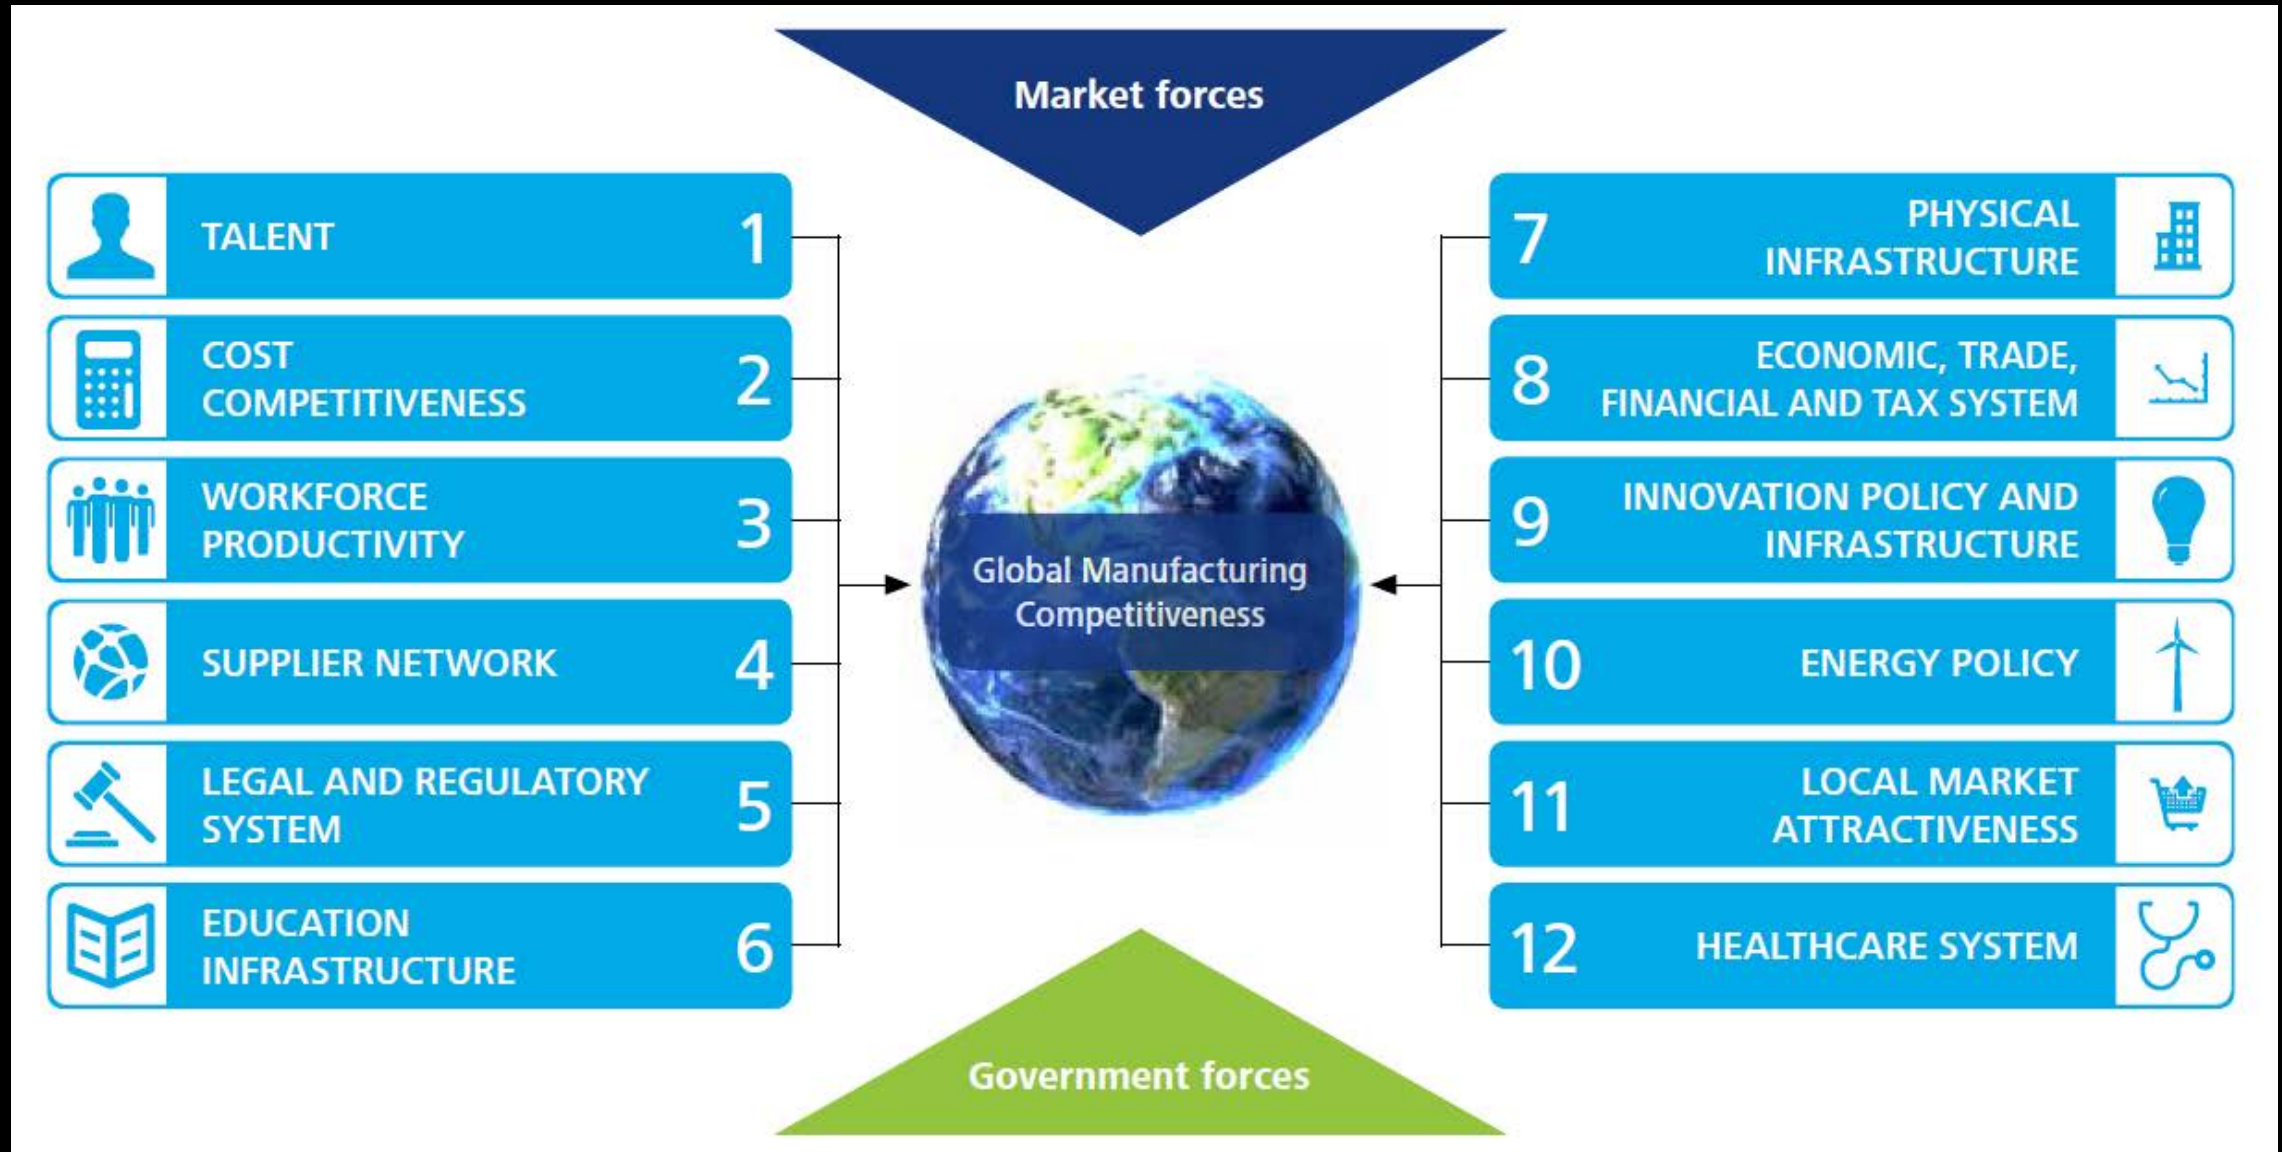 Market forces
TALENT
1
COST
COMPETITIVENESS
2
WORKFORCE
PRODUCTIVITY
3
SUPPLIER NETWORK
4
LEGAL AND REGULATORY
SYSTEM
5
EDUCATION
INFRASTRUCTURE
6
Global Manufacturing
Competitiveness
7
PHYSICAL
INFRASTRUCTURE
8
ECONOMIC, TRADE,
FINANCIAL AND TAX SYSTEM
9
INNOVATION POLICY AND
INFRASTRUCTURE
10
ENERGY POLICY
11
LOCAL MARKET
ATTRACTIVENESS
12
HEALTHCARE SYSTEM
Government forces